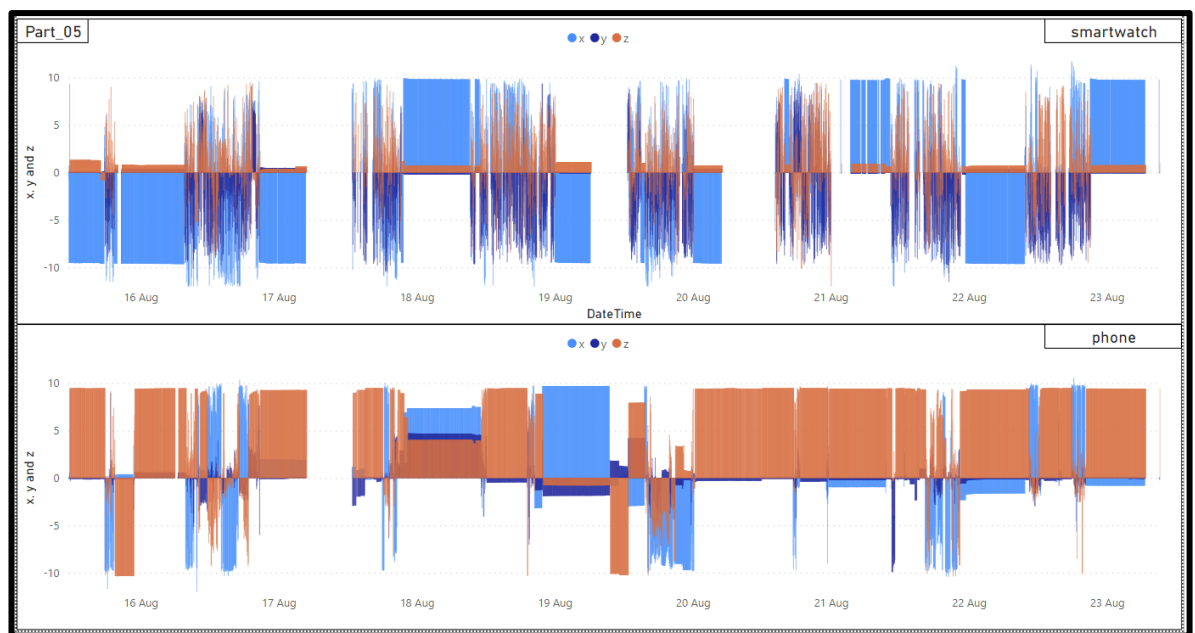 Part_05
smartwatch
x y z
10
5
0
-5
-10
x, y and z
16 Aug 17 Aug 18 Aug 19 Aug 20 Aug 21 Aug 22 Aug 23 Aug
DateTime
phone
x y z
10
5
0
-5
-10
x, y and z
16 Aug 17 Aug 18 Aug 19 Aug 20 Aug 21 Aug 22 Aug 23 Aug